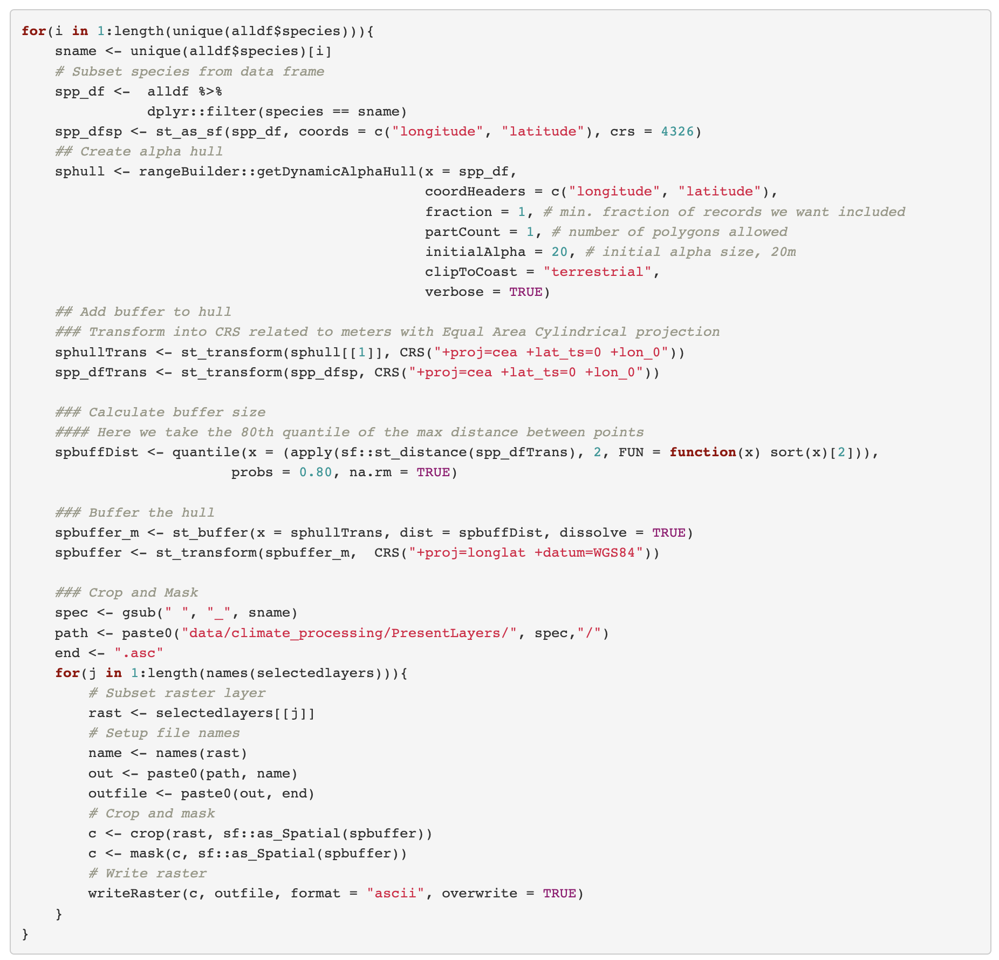 for(i in 1:length(unique(alldf$species))){
    sname <- unique(alldf$species)[i]
    # Subset species from data frame
    spp_df <-  alldf %>%
               dplyr::filter(species == sname)
    spp_dfsp <- st_as_sf(spp_df, coords = c("longitude", "latitude"), crs = 4326)
    ## Create alpha hull
    sphull <- rangeBuilder::getDynamicAlphaHull(x = spp_df,
                                                coordHeaders = c("longitude", "latitude"),
                                                fraction = 1, # min. fraction of records we want included
                                                partCount = 1, # number of polygons allowed
                                                initialAlpha = 20, # initial alpha size, 20m
                                                clipToCoast = "terrestrial",
                                                verbose = TRUE)
    ## Add buffer to hull
    ### Transform into CRS related to meters with Equal Area Cylindrical projection
    sphullTrans <- st_transform(sphull[[1]], CRS("+proj=cea +lat_ts=0 +lon_0"))
    spp_dfTrans <- st_transform(spp_dfsp, CRS("+proj=cea +lat_ts=0 +lon_0"))

    ### Calculate buffer size
    #### Here we take the 80th quantile of the max distance between points
    spbuffDist <- quantile(x = (apply(sf::st_distance(spp_dfTrans), 2, FUN = function(x) sort(x)[2])),
                         probs = 0.80, na.rm = TRUE)

    ### Buffer the hull
    spbuffer_m <- st_buffer(x = sphullTrans, dist = spbuffDist, dissolve = TRUE)
    spbuffer <- st_transform(spbuffer_m,  CRS("+proj=longlat +datum=WGS84"))

    ### Crop and Mask
    spec <- gsub(" ", "_", sname)
    path <- paste0("data/climate_processing/PresentLayers/", spec,"/")
    end <- ".asc"
    for(j in 1:length(names(selectedlayers))){
        # Subset raster layer
        rast <- selectedlayers[[j]]
        # Setup file names
        name <- names(rast)
        out <- paste0(path, name)
        outfile <- paste0(out, end)
        # Crop and mask
        c <- crop(rast, sf::as_Spatial(spbuffer))
        c <- mask(c, sf::as_Spatial(spbuffer))
        # Write raster
        writeRaster(c, outfile, format = "ascii", overwrite = TRUE)
    }
}